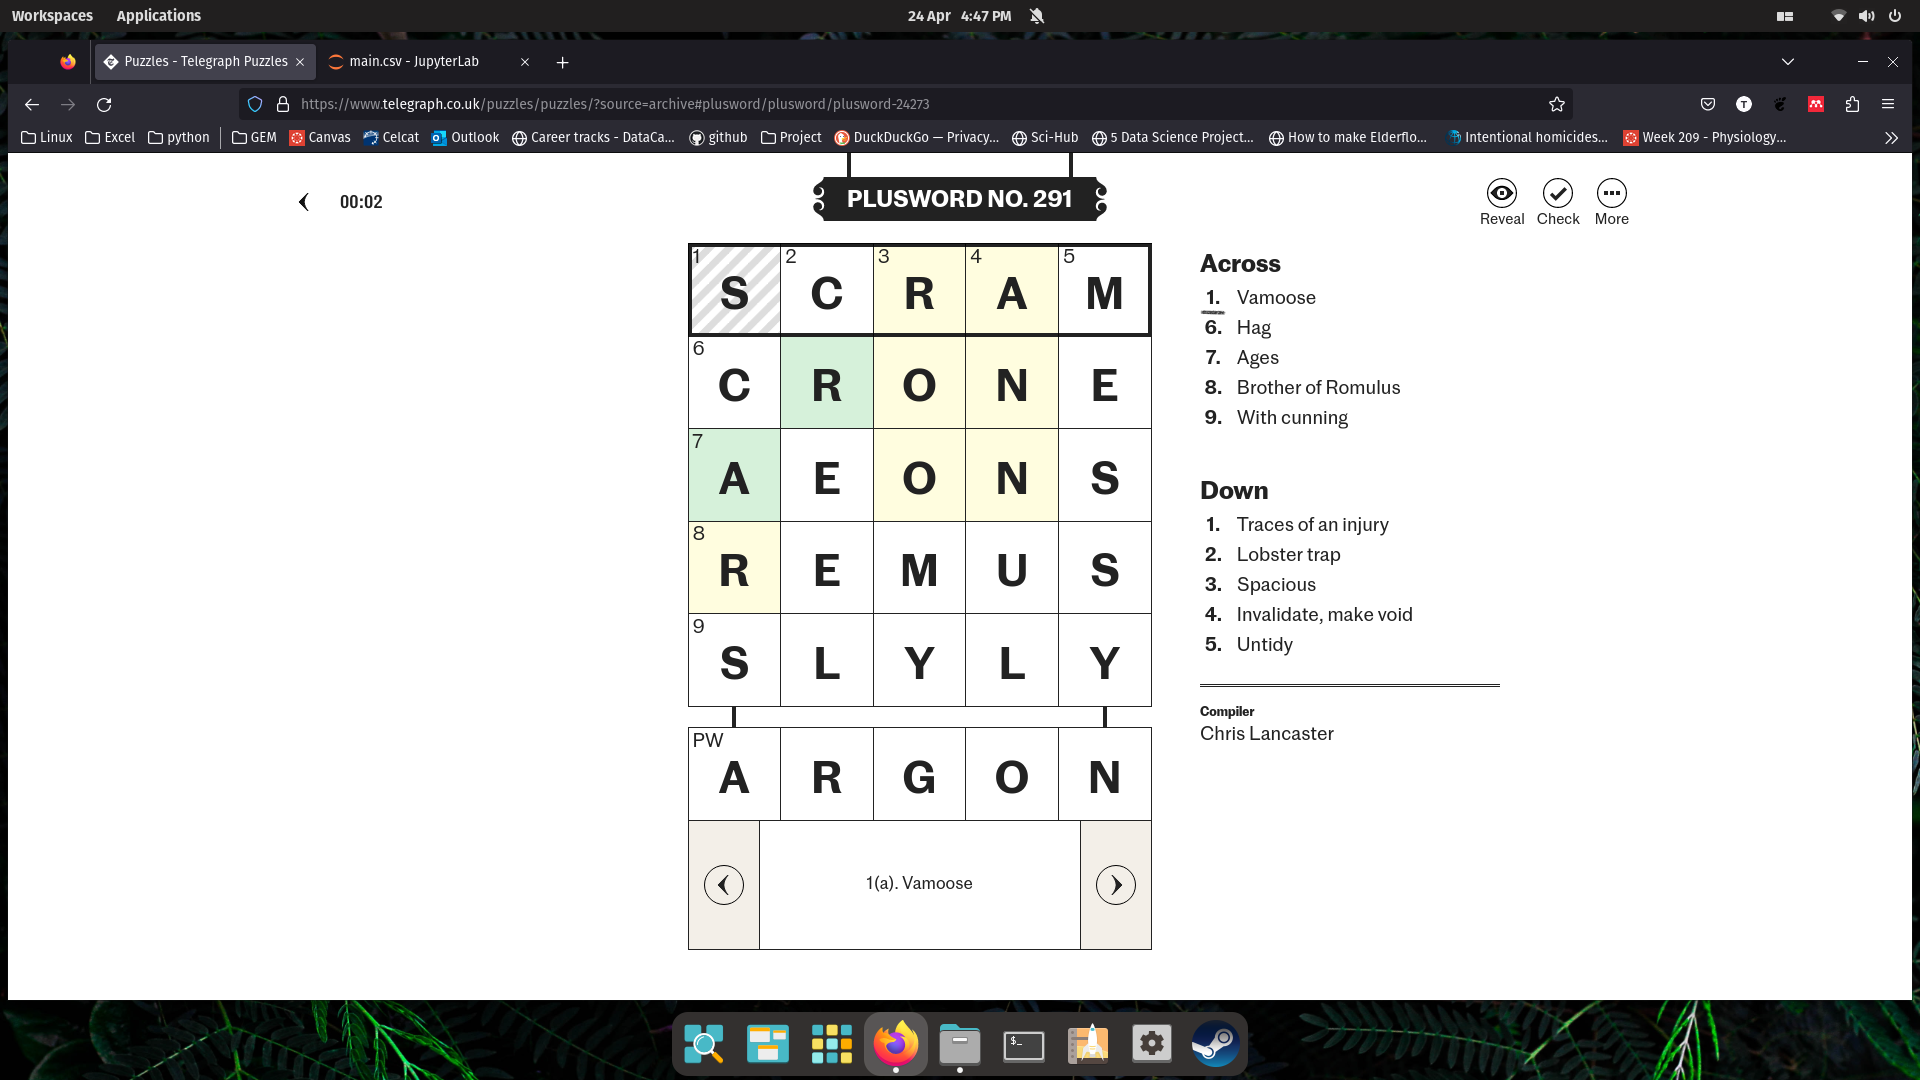 Workspaces Applications 24 Apr 4:47 PM
Puzzles - Telegraph Puzzles main.csv - JupyterLab
https://www.telegraph.co.uk/puzzles/puzzles/?source=archive#plusword/plusword/plusword-24273
Linux Excel python GEM Canvas Celcat Outlook Career tracks - DataCa... github Project DuckDuckGo — Privacy... Sci-Hub 5 Data Science Project... How to make Elderflo... Intentional homicides... Week 209 - Physiology...
00:02
PLUSWORD NO. 291
Reveal Check More
1 S 2 C 3 R 4 A 5 M
6 C R O N E
7 A E O N S
8 R E M U S
9 S L Y L Y
PW A R G O N
1(a). Vamoose
Across
1. Vamoose
6. Hag
7. Ages
8. Brother of Romulus
9. With cunning
Down
1. Traces of an injury
2. Lobster trap
3. Spacious
4. Invalidate, make void
5. Untidy
Compiler
Chris Lancaster
$_